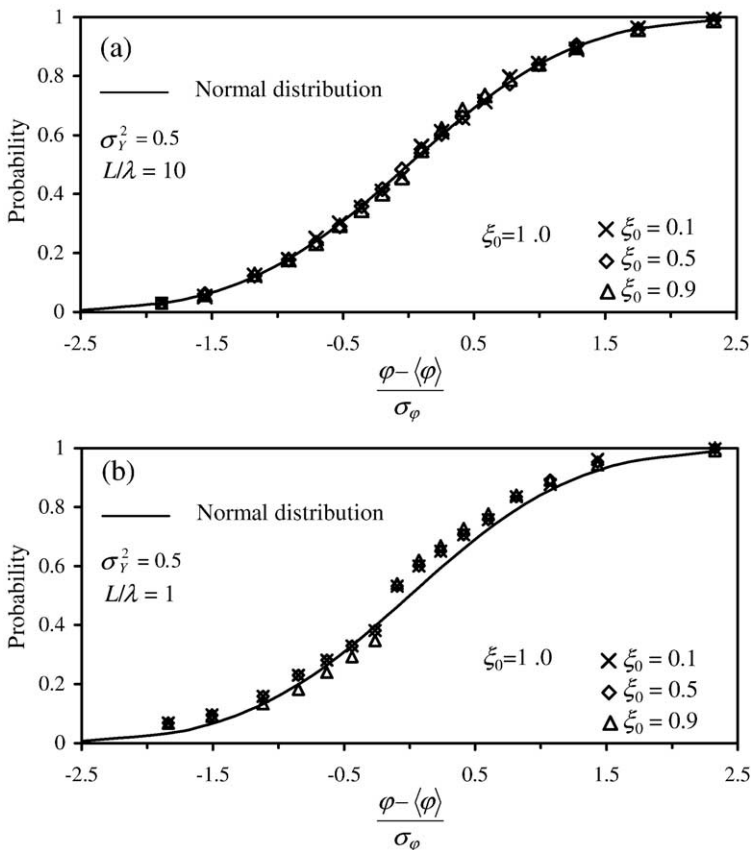 (a)
Normal distribution
σ_Y^2 = 0.5
L/λ = 10
ξ0=1 .0
× ξ0 = 0.1
◇ ξ0 = 0.5
△ ξ0 = 0.9
Probability
1
0.8
0.6
0.4
0.2
0
-2.5 -1.5 -0.5 0.5 1.5 2.5
φ − ⟨φ⟩
σφ
(b)
Normal distribution
σ_Y^2 = 0.5
L/λ = 1
ξ0=1 .0
× ξ0 = 0.1
◇ ξ0 = 0.5
△ ξ0 = 0.9
Probability
1
0.8
0.6
0.4
0.2
0
-2.5 -1.5 -0.5 0.5 1.5 2.5
φ − ⟨φ⟩
σφ